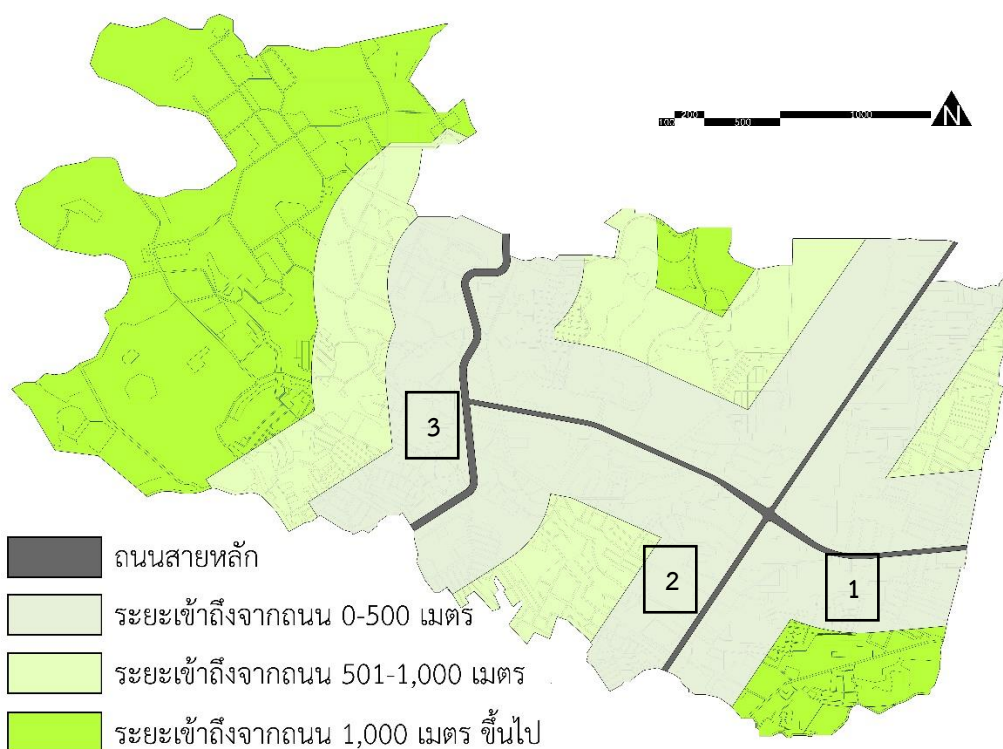 100 200 500 1000 N
3
2
1
ถนนสายหลัก
ระยะเข้าถึงจากถนน 0-500 เมตร
ระยะเข้าถึงจากถนน 501-1,000 เมตร
ระยะเข้าถึงจากถนน 1,000 เมตร ขึ้นไป